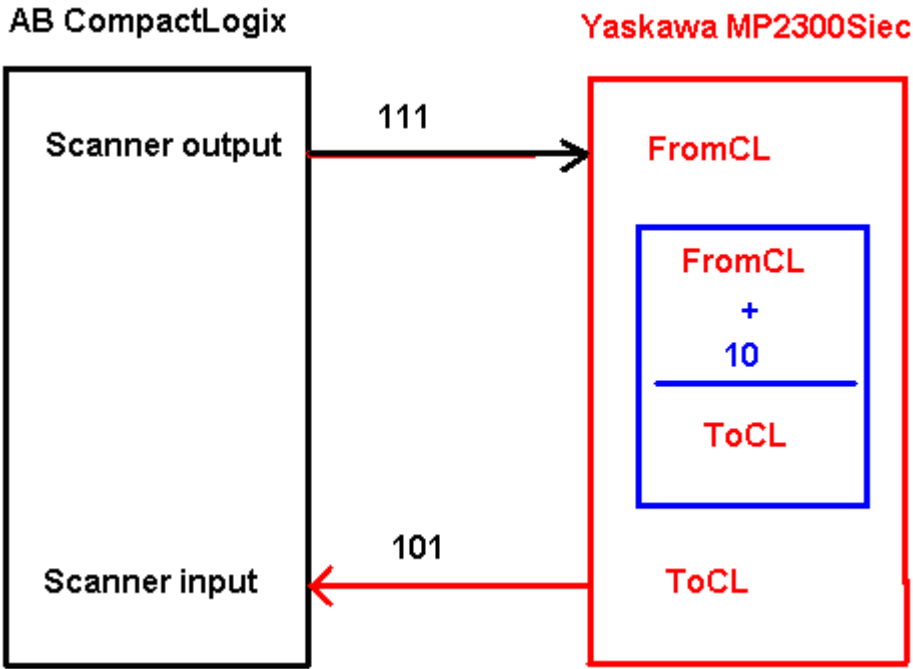 AB CompactLogix
Yaskawa MP2300Siec
111
Scanner output
FromCL
FromCL
+
10
ToCL
101
Scanner input
ToCL